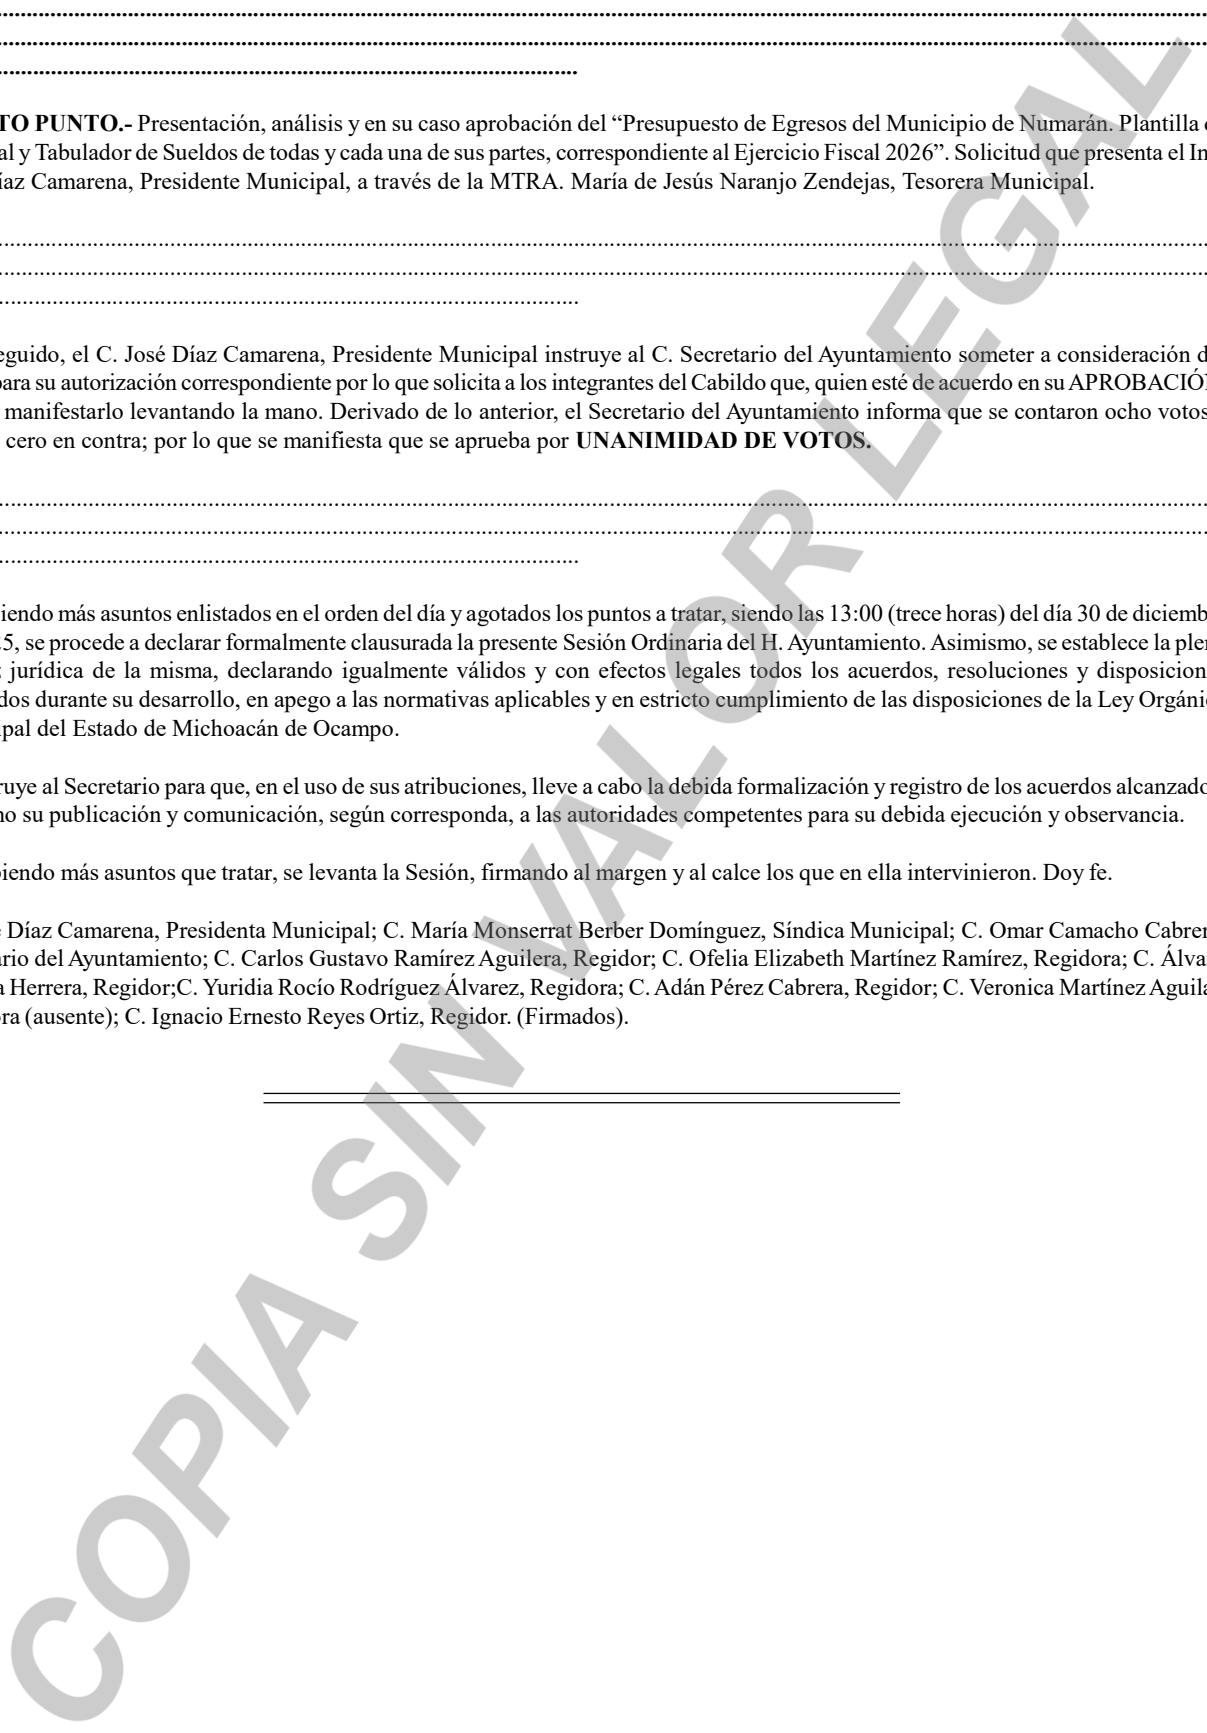 TO PUNTO.- Presentación, análisis y en su caso aprobación del “Presupuesto de Egresos del Municipio de Numarán. Plantilla
al y Tabulador de Sueldos de todas y cada una de sus partes, correspondiente al Ejercicio Fiscal 2026”. Solicitud que presenta el In
íaz Camarena, Presidente Municipal, a través de la MTRA. María de Jesús Naranjo Zendejas, Tesorera Municipal.
eguido, el C. José Díaz Camarena, Presidente Municipal instruye al C. Secretario del Ayuntamiento someter a consideración d
para su autorización correspondiente por lo que solicita a los integrantes del Cabildo que, quien esté de acuerdo en su APROBACIÓN
manifestarlo levantando la mano. Derivado de lo anterior, el Secretario del Ayuntamiento informa que se contaron ocho votos
cero en contra; por lo que se manifiesta que se aprueba por UNANIMIDAD DE VOTOS.
iendo más asuntos enlistados en el orden del día y agotados los puntos a tratar, siendo las 13:00 (trece horas) del día 30 de diciemb
25, se procede a declarar formalmente clausurada la presente Sesión Ordinaria del H. Ayuntamiento. Asimismo, se establece la plen
z jurídica de la misma, declarando igualmente válidos y con efectos legales todos los acuerdos, resoluciones y disposicion
dos durante su desarrollo, en apego a las normativas aplicables y en estricto cumplimiento de las disposiciones de la Ley Orgáni
ipal del Estado de Michoacán de Ocampo.
ruye al Secretario para que, en el uso de sus atribuciones, lleve a cabo la debida formalización y registro de los acuerdos alcanzado
mo su publicación y comunicación, según corresponda, a las autoridades competentes para su debida ejecución y observancia.
biendo más asuntos que tratar, se levanta la Sesión, firmando al margen y al calce los que en ella intervinieron. Doy fe.
é Díaz Camarena, Presidenta Municipal; C. María Monserrat Berber Domínguez, Síndica Municipal; C. Omar Camacho Cabrer
ario del Ayuntamiento; C. Carlos Gustavo Ramírez Aguilera, Regidor; C. Ofelia Elizabeth Martínez Ramírez, Regidora; C. Álva
a Herrera, Regidor;C. Yuridia Rocío Rodríguez Álvarez, Regidora; C. Adán Pérez Cabrera, Regidor; C. Veronica Martínez Aguila
ora (ausente); C. Ignacio Ernesto Reyes Ortiz, Regidor. (Firmados).
COPIA SIN VALOR LEGAL